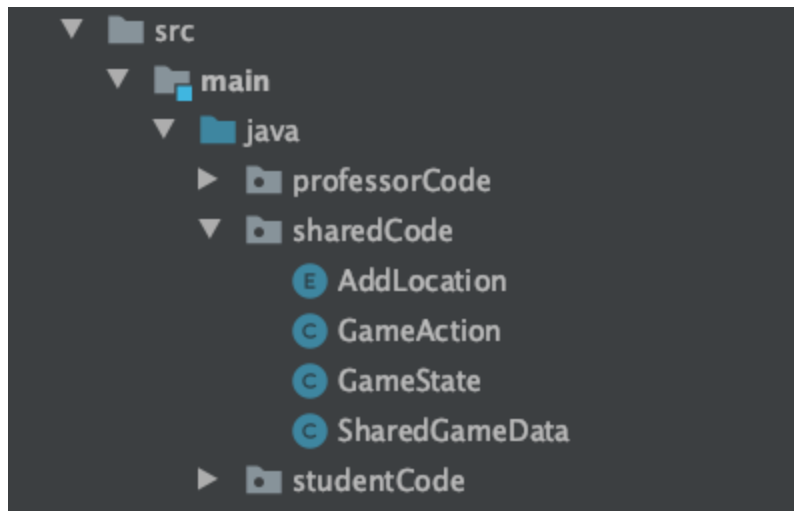 src
main
java
professorCode
sharedCode
E AddLocation
C GameAction
C GameState
C SharedGameData
studentCode